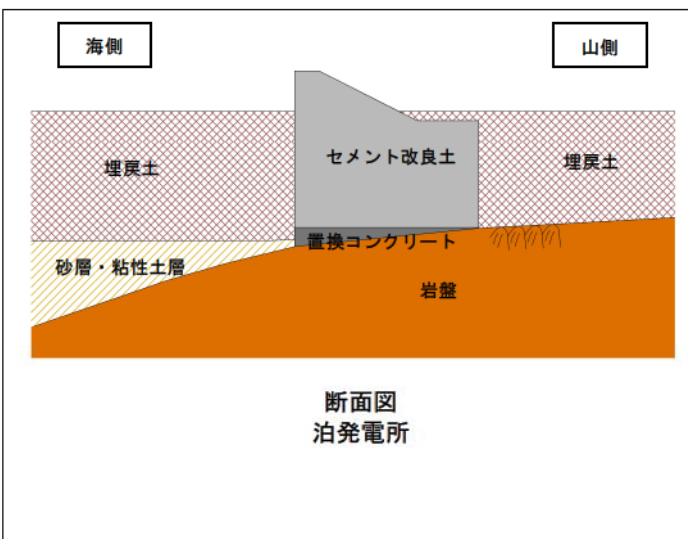 海側
山側
セメント改良土
埋戻土
埋戻土
置換コンクリート
砂層・粘性土層
岩盤
断面図
泊発電所